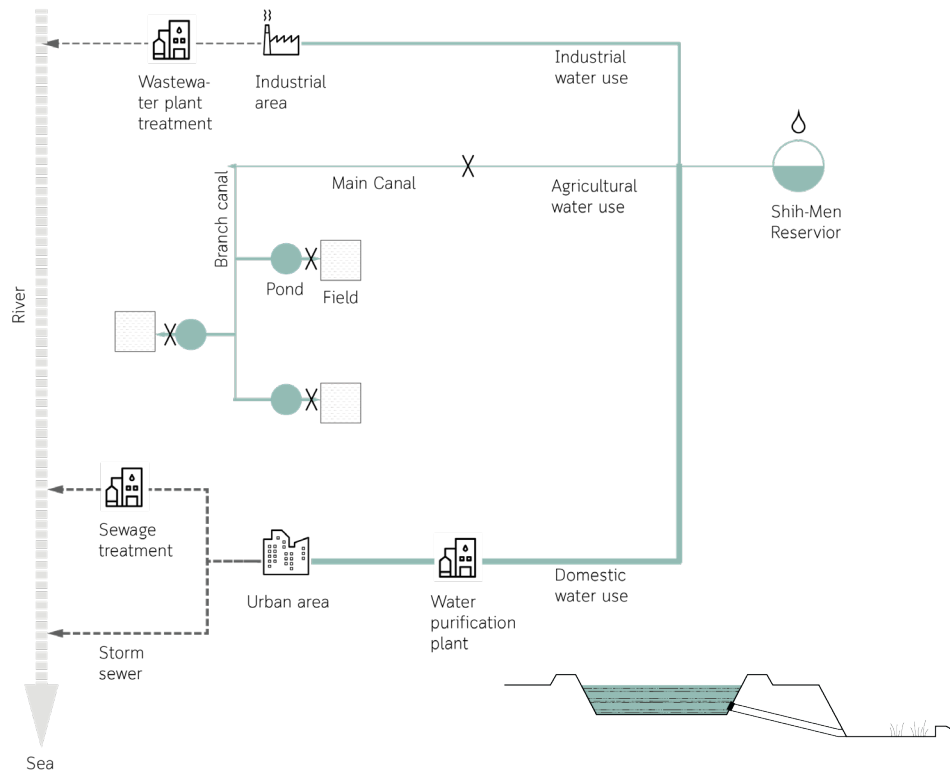 Industrial
water use
Wastewa-
ter plant
treatment
Industrial
area
Main Canal
Agricultural
water use
Shih-Men
Reservior
Branch canal
Pond
Field
River
Sewage
treatment
Urban area
Water
purification
plant
Domestic
water use
Storm
sewer
Sea